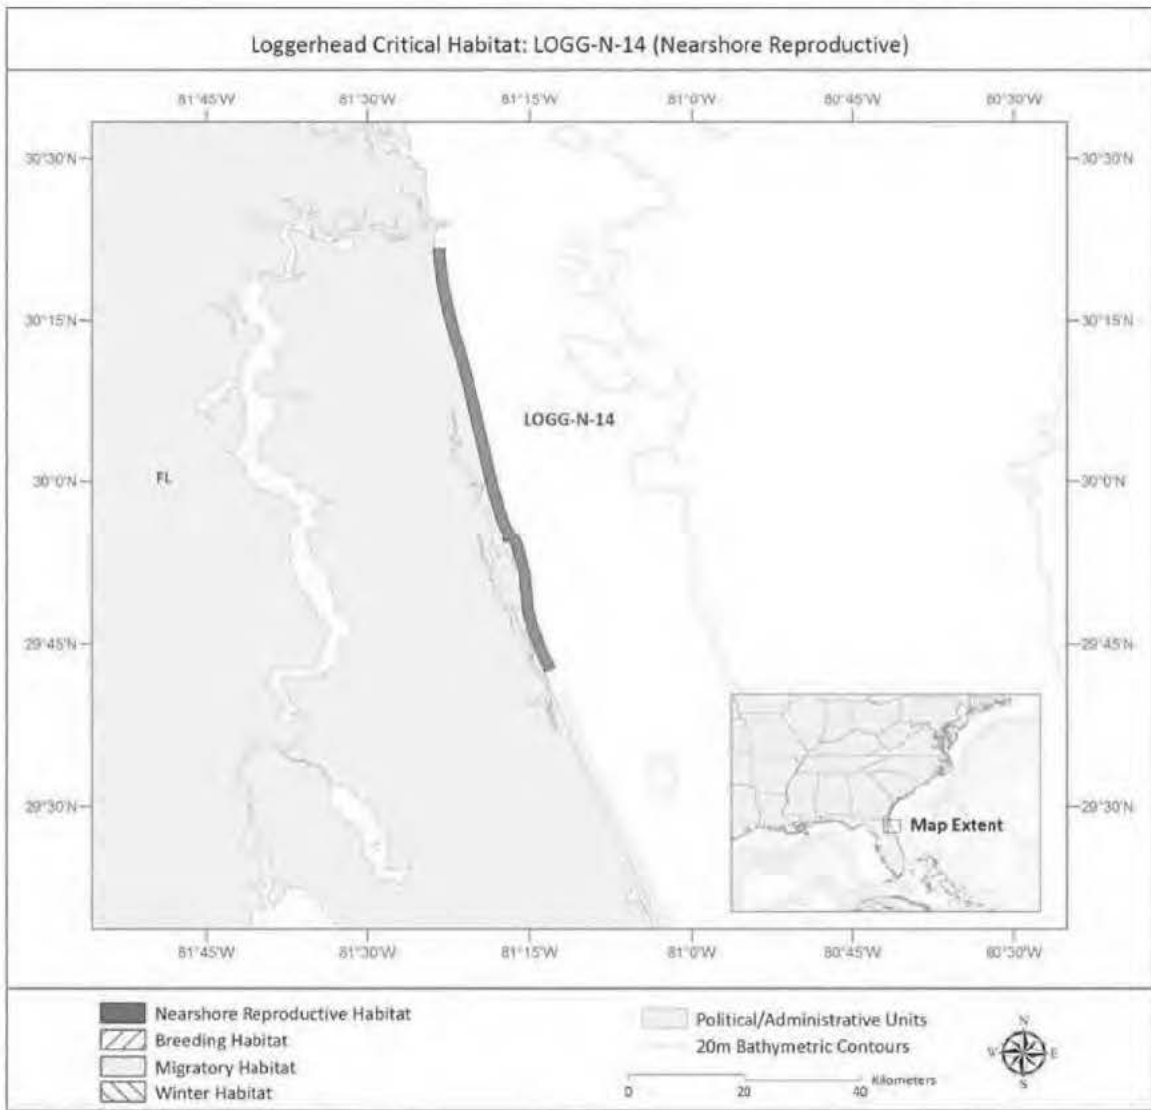 Loggerhead Critical Habitat: LOGG-N-14 (Nearshore Reproductive)
81°45'W 81°30'W 81°15'W 81°0'W 80°45'W 80°30'W
30°30'N 30°30'N
30°15'N 30°15'N
LOGG-N-14
FL
30°0'N 30°0'N
29°45'N 29°45'N
29°30'N 29°30'N
Map Extent
81°45'W 81°30'W 81°15'W 81°0'W 80°45'W 80°30'W
Nearshore Reproductive Habitat
Breeding Habitat
Migratory Habitat
Winter Habitat
Political/Administrative Units
20m Bathymetric Contours
Kilometers
0 20 40
N
W E
S